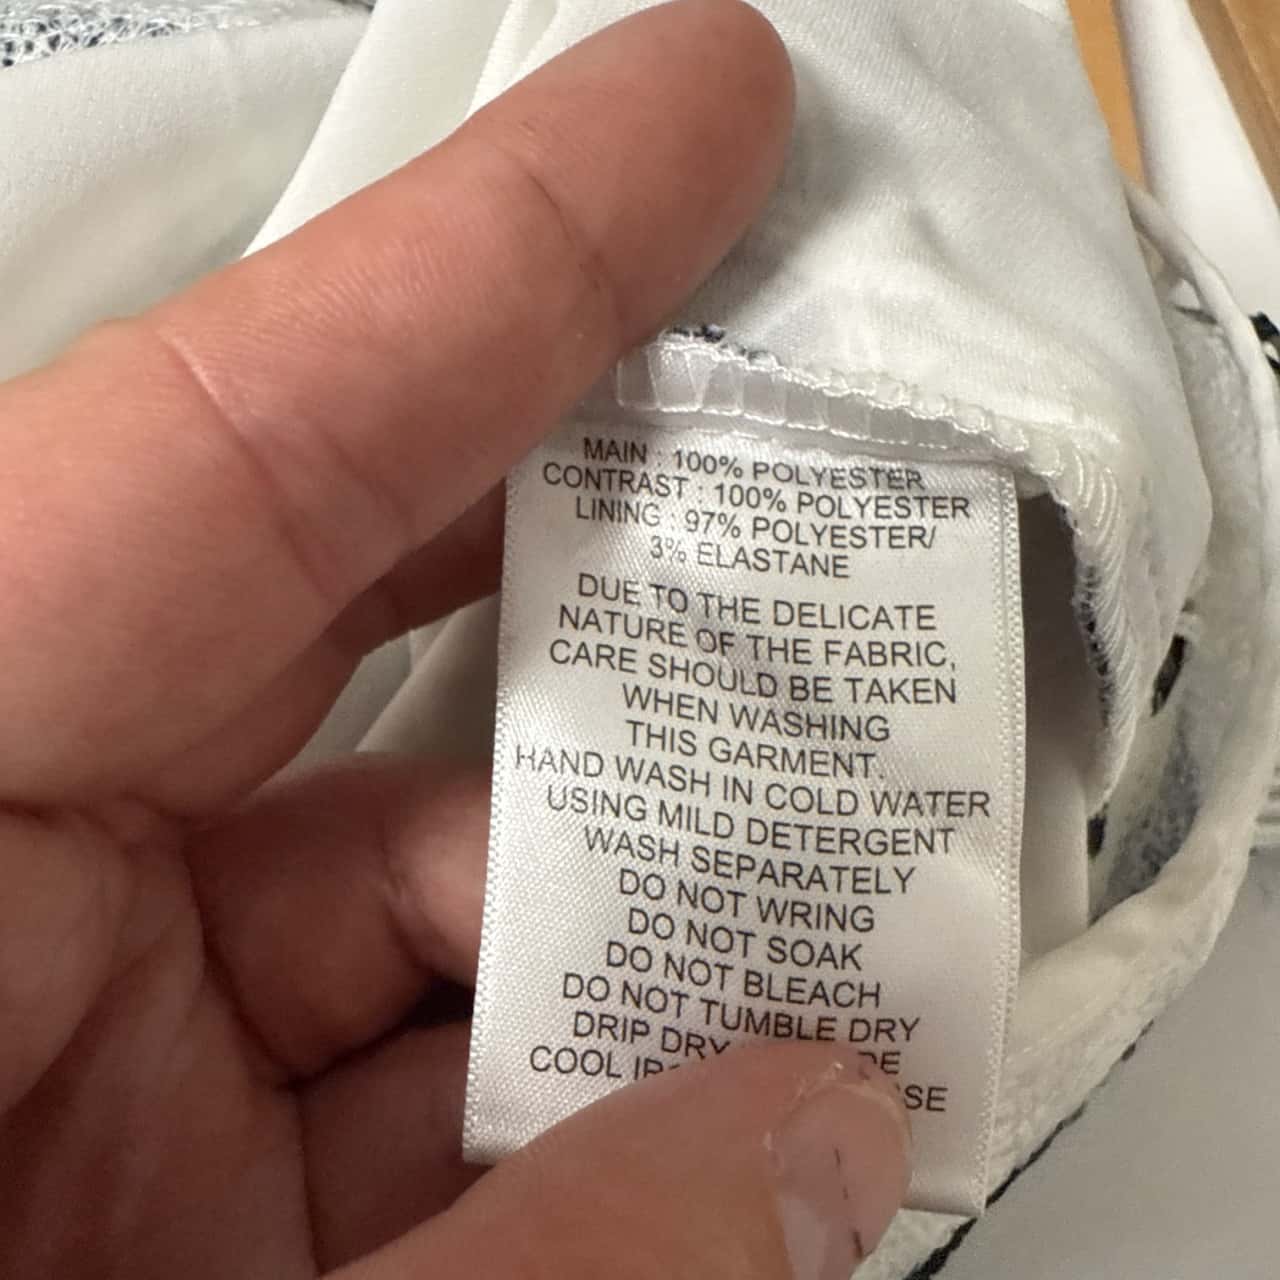 MAIN : 100% POLYESTER
CONTRAST : 100% POLYESTER
LINING : 97% POLYESTER/
3% ELASTANE
DUE TO THE DELICATE
NATURE OF THE FABRIC,
CARE SHOULD BE TAKEN
WHEN WASHING
THIS GARMENT.
HAND WASH IN COLD WATER
USING MILD DETERGENT
WASH SEPARATELY
DO NOT WRING
DO NOT SOAK
DO NOT BLEACH
DO NOT TUMBLE DRY
DRIP DRY
COOL